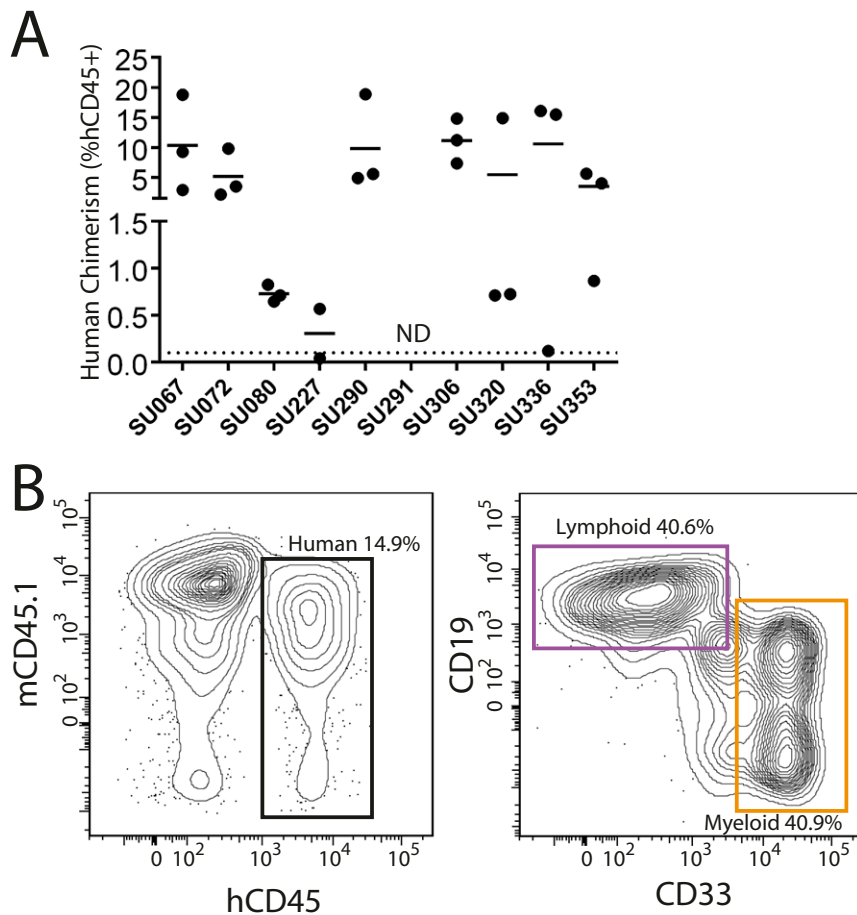 A
Human Chimerism (%hCD45+)
25
20
15
10
5
1.5
1.0
0.5
0.0
ND
SU067
SU072
SU080
SU227
SU290
SU291
SU306
SU320
SU336
SU353
B
mCD45.1
10^5
10^4
10^3
10^2
0
Human 14.9%
0 10^2 10^3 10^4 10^5
hCD45
CD19
10^5
10^4
10^3
10^2
0
Lymphoid 40.6%
Myeloid 40.9%
0 10^2 10^3 10^4 10^5
CD33